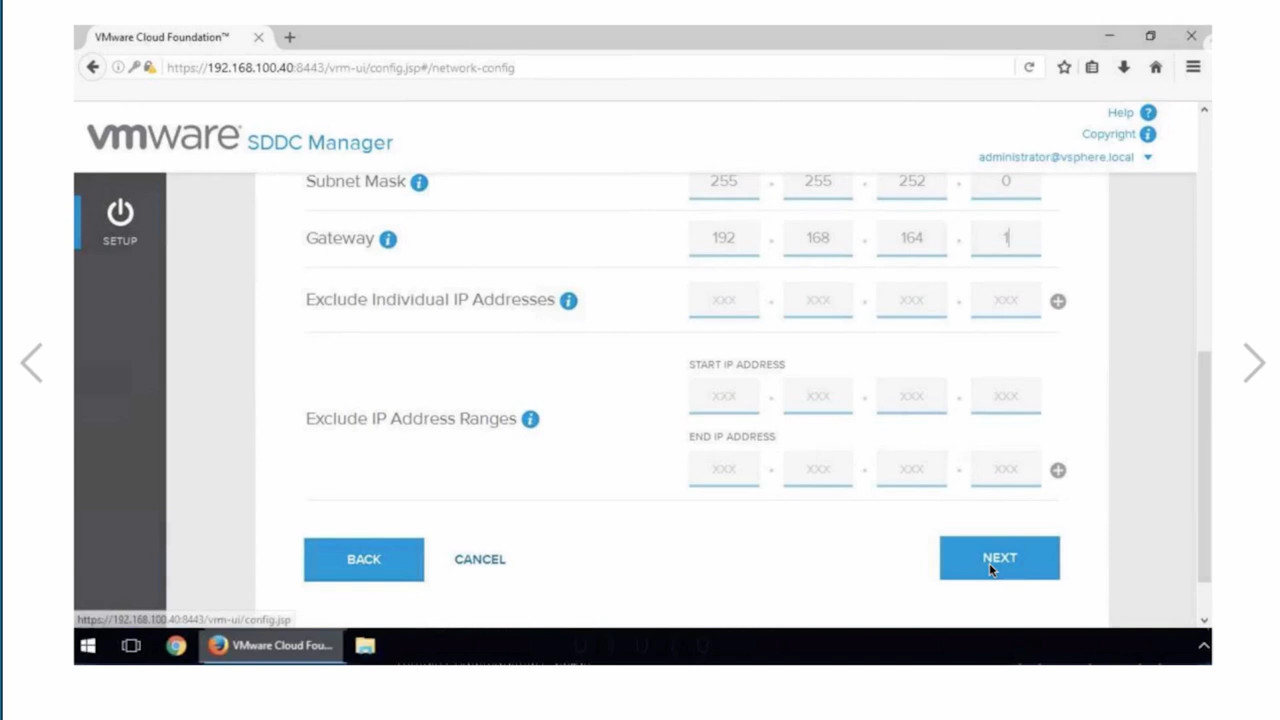 VMware Cloud Foundation™
https://192.168.100.40:8443/vrm-ui/config.jsp#/network-config
Help ?
vmware SDDC Manager
Copyright i
administrator@vsphere.local
SETUP
Subnet Mask i 255 . 255 . 252 . 0
Gateway i 192 . 168 . 164 . 1
Exclude Individual IP Addresses i xxx . xxx . xxx . xxx
START IP ADDRESS
xxx . xxx . xxx . xxx
Exclude IP Address Ranges i
END IP ADDRESS
xxx . xxx . xxx . xxx
BACK CANCEL NEXT
https://192.168.100.40:8443/vrm-ui/config.jsp
VMware Cloud Fou...